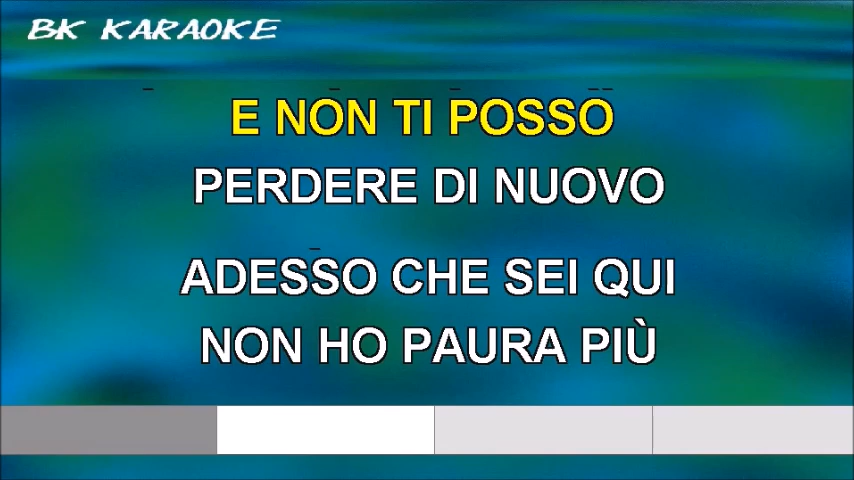 BK KARAOKE
E NON TI POSSO
PERDERE DI NUOVO
ADESSO CHE SEI QUI
NON HO PAURA PIÙ